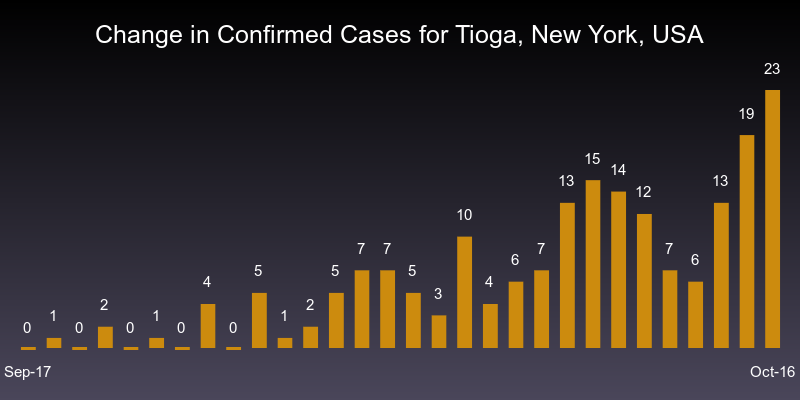 Change in Confirmed Cases for Tioga, New York, USA
0 1 0 2 0 1 0 4 0 5 1 2 5 7 7 5 3 10 4 6 7 13 15 14 12 7 6 13 19 23
Sep-17 Oct-16